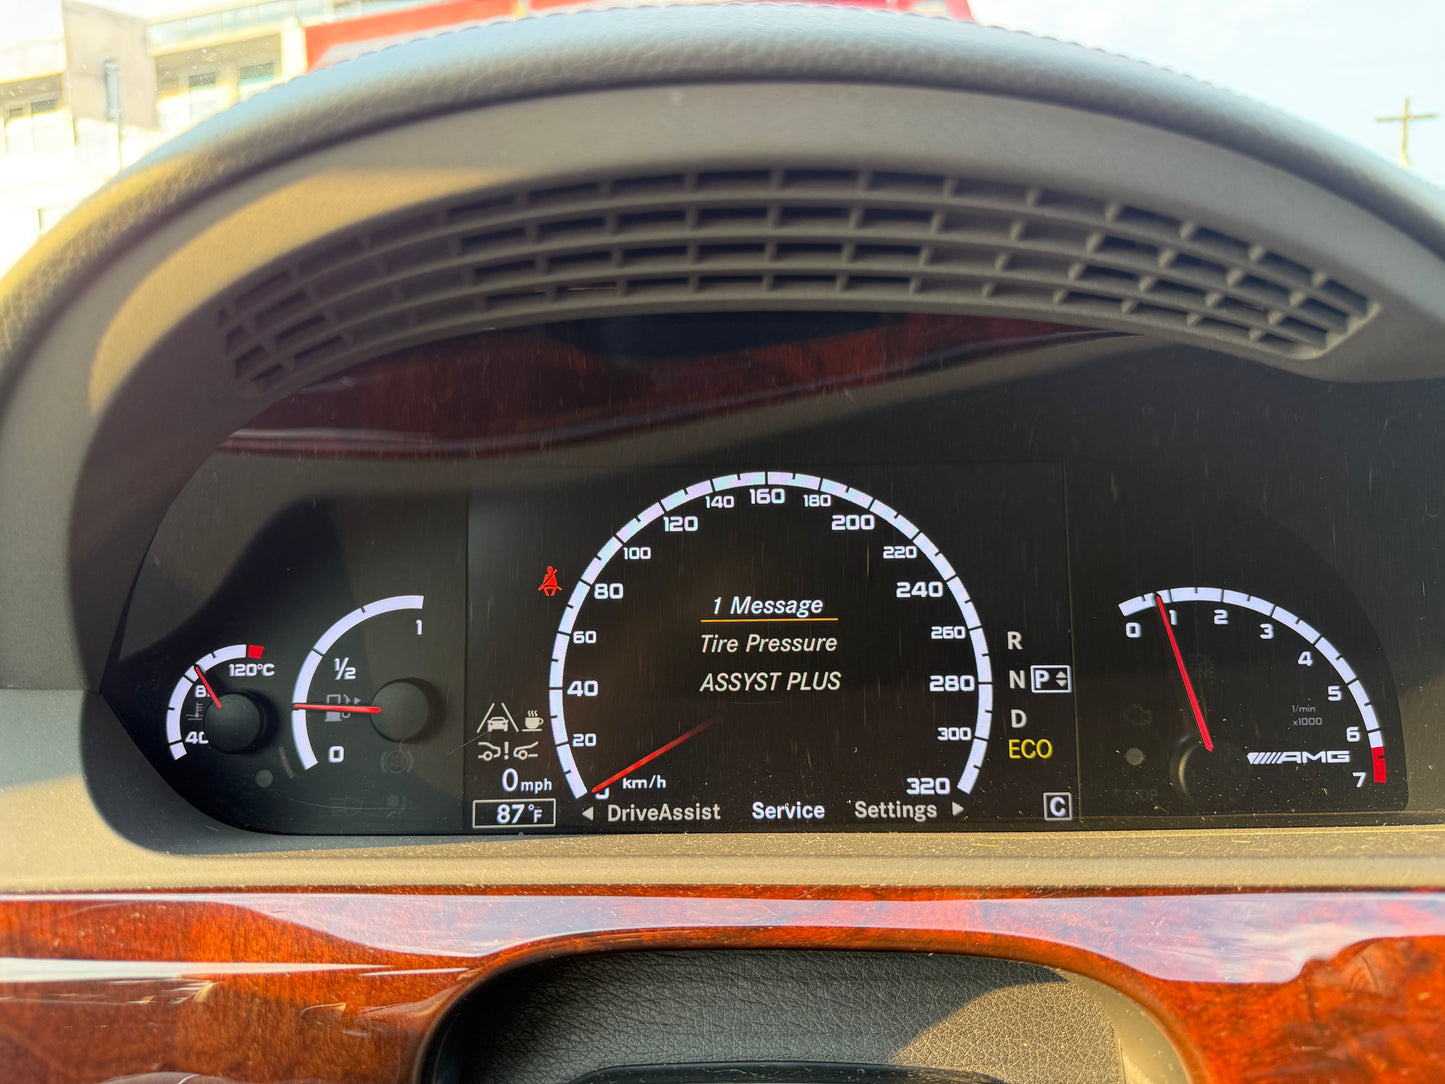 160
140 180
120 200
100 220
80 240
60 260
40 280
20 300
0 320
km/h
1 Message
Tire Pressure
ASSYST PLUS
DriveAssist Service Settings
0 mph
87°F
R
N P
D
ECO
C
120°C
40
1
1/2
0
0 1 2 3 4 5 6 7
1/min
x1000
AMG